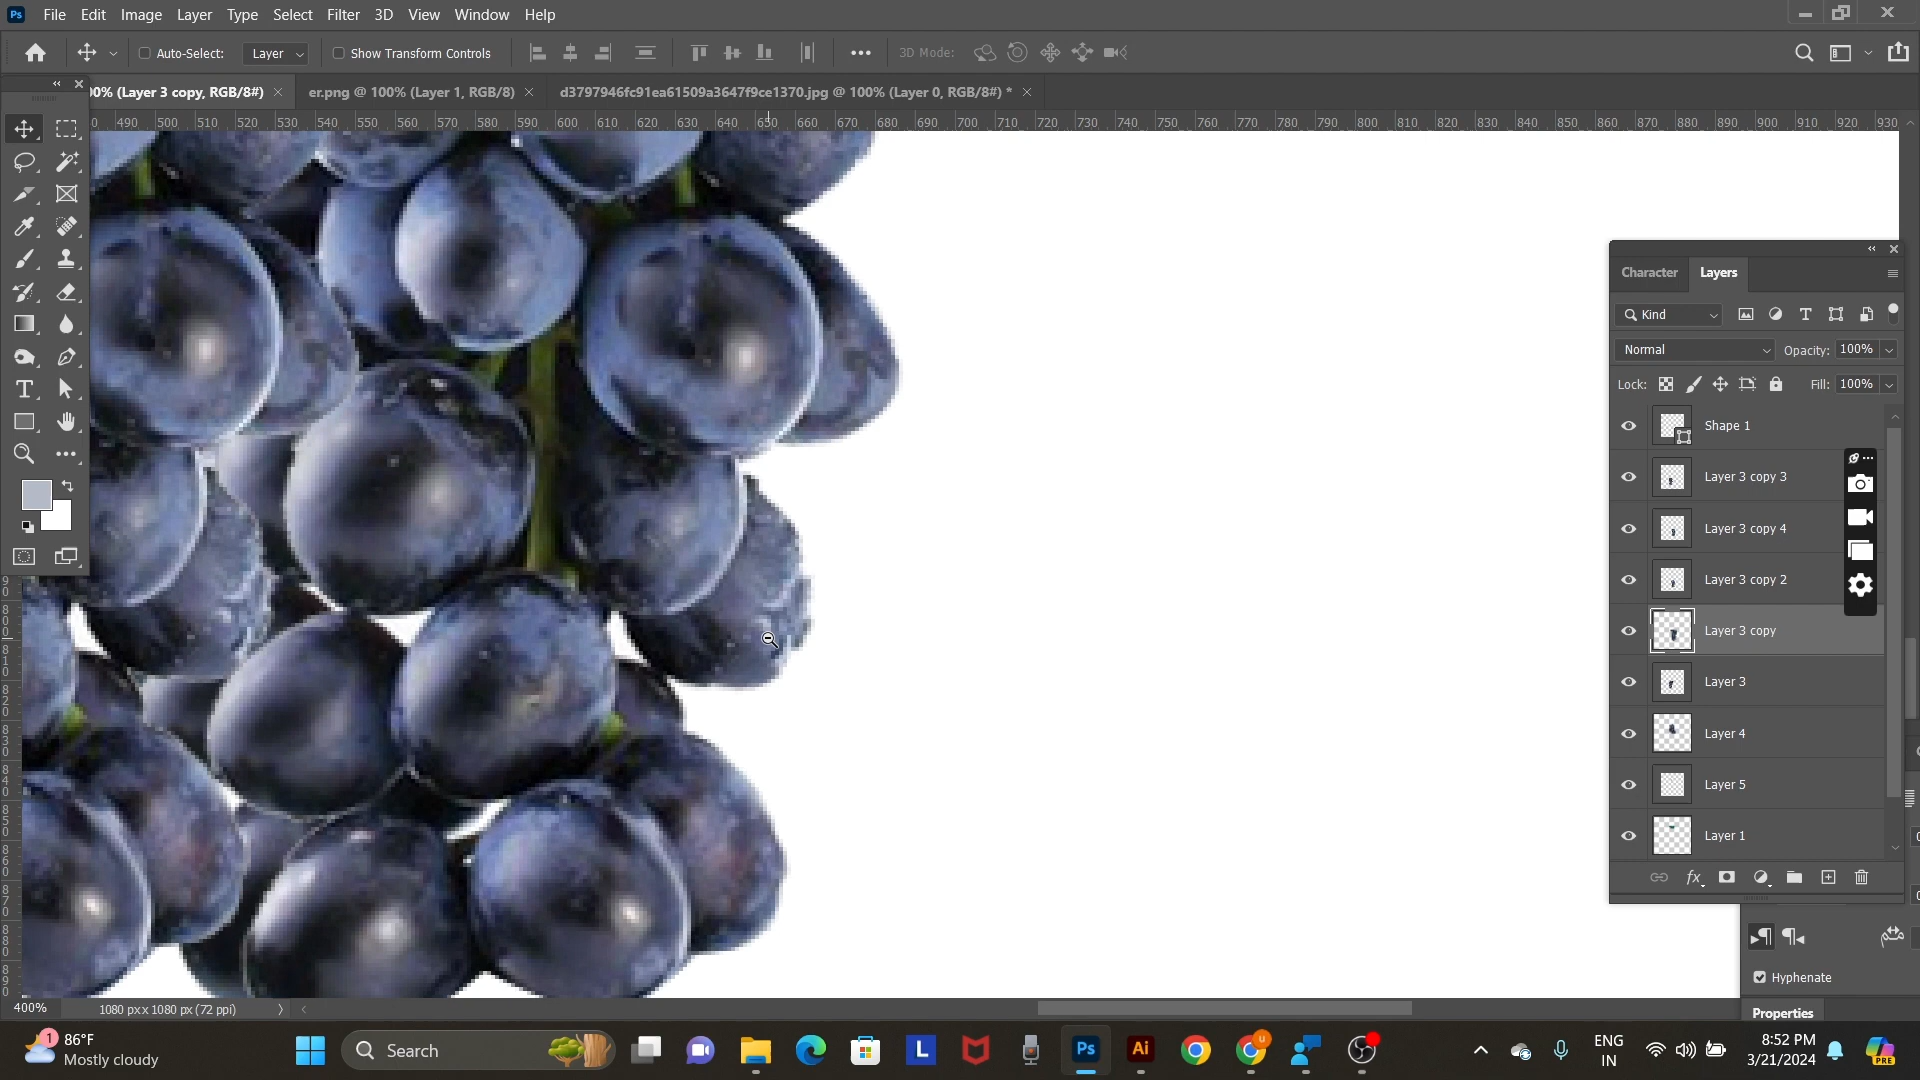 Ps File Edit Image Layer Type Select Filter 3D View Window Help
Auto-Select: Layer Show Transform Controls 3D Mode:
00% (Layer 3 copy, RGB/8#) er.png @ 100% (Layer 1, RGB/8) d3797946fc91ea61509a3647f9ce1370.jpg @ 100% (Layer 0, RGB/8#) *
490 500 510 520 530 540 550 560 570 580 590 600 610 620 630 640 650 660 670 680 690 700 710 720 730 740 750 760 770 780 790 800 810 820 830 840 850 860 870 880 890 900 910 920 930
Character Layers
Kind
Normal Opacity: 100%
Lock: Fill: 100%
Shape 1
Layer 3 copy 3
Layer 3 copy 4
Layer 3 copy 2
Layer 3 copy
Layer 3
Layer 4
Layer 5
Layer 1
fx
Hyphenate
Properties
400% 1080 px x 1080 px (72 ppi)
1 86°F
Mostly cloudy
Search
L
Ps
Ai
u
ENG
IN
8:52 PM
3/21/2024
PRE